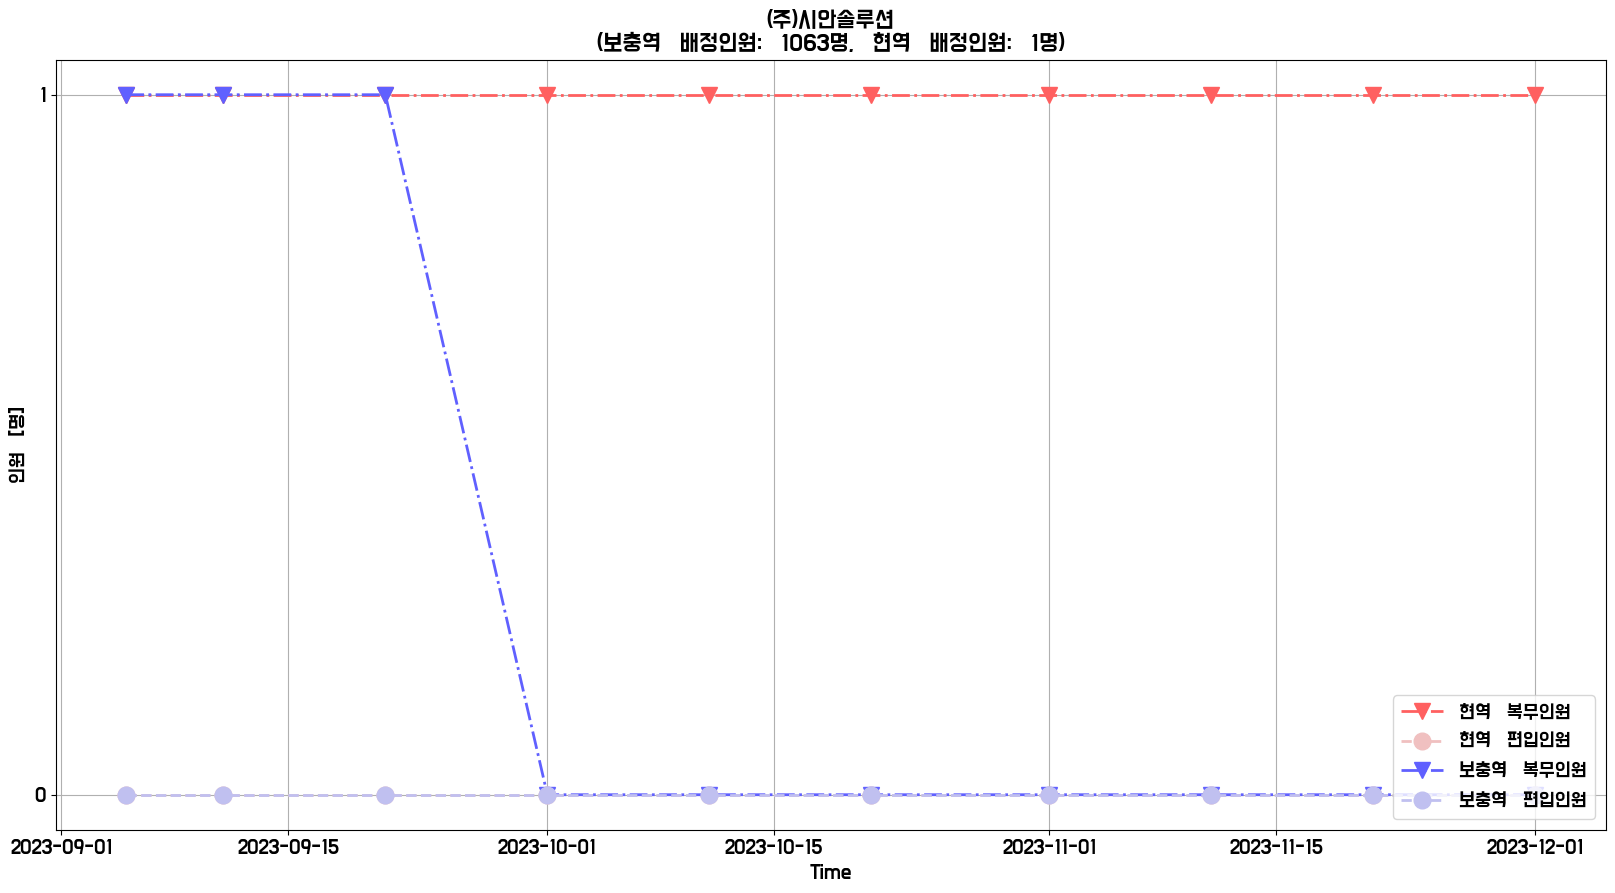 (주)시안솔루션
(보충역 배정인원: 1063명, 현역 배정인원: 1명)
인원 [명]
1
0
현역 복무인원
현역 편입인원
보충역 복무인원
보충역 편입인원
2023-09-01 2023-09-15 2023-10-01 2023-10-15 2023-11-01 2023-11-15 2023-12-01
Time